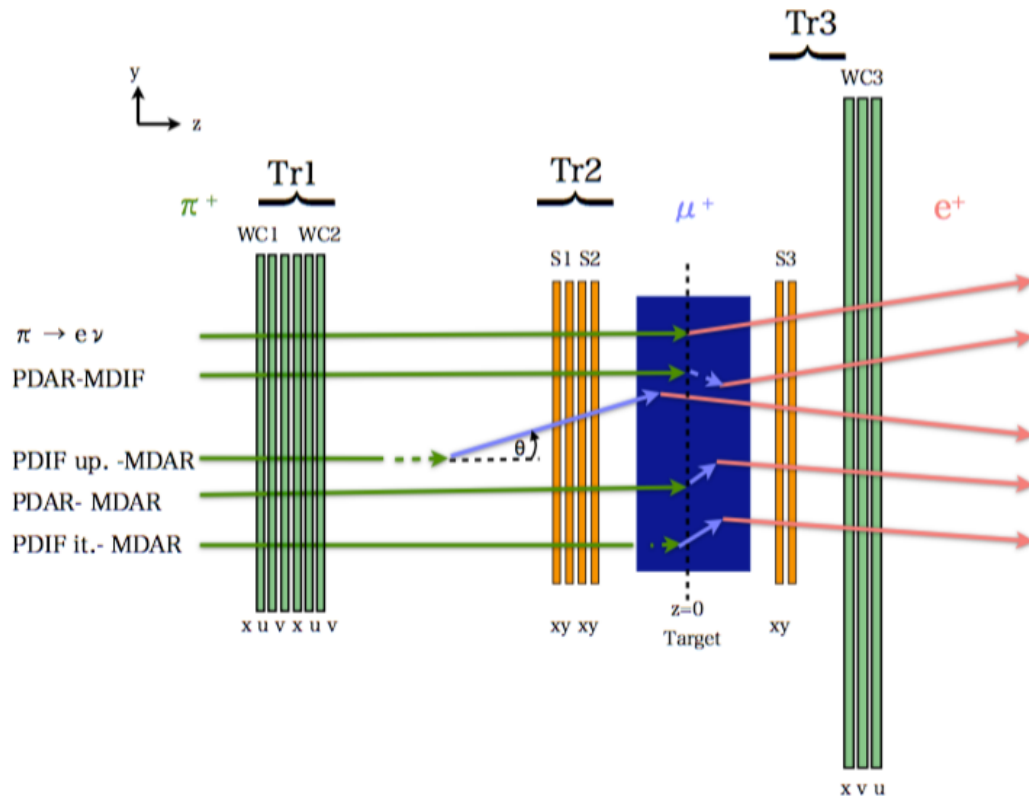 Tr3
WC3
y
z
Tr1
Tr2
π⁺
μ⁺
e⁺
WC1 WC2
S1 S2
S3
π → e ν
PDAR-MDIF
PDIF up. -MDAR
θ
PDAR- MDAR
PDIF it.- MDAR
z=0
Target
x u v x u v
xy xy
xy
x v u